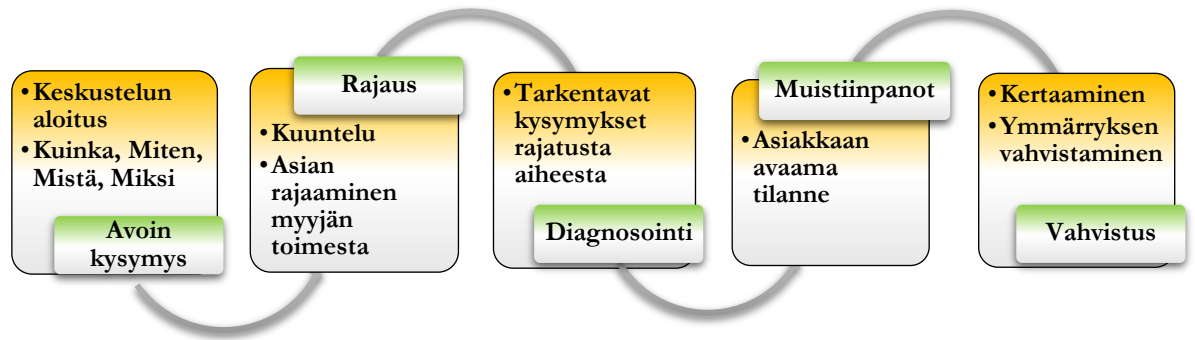 •Keskustelun
aloitus
•Kuinka, Miten,
Mistä, Miksi
Avoin
kysymys
Rajaus
•Kuuntelu
•Asian
rajaaminen
myyjän
toimesta
•Tarkentavat
kysymykset
rajatusta
aiheesta
Diagnosointi
Muistiinpanot
•Asiakkaan
avaama
tilanne
•Kertaaminen
•Ymmärryksen
vahvistaminen
Vahvistus